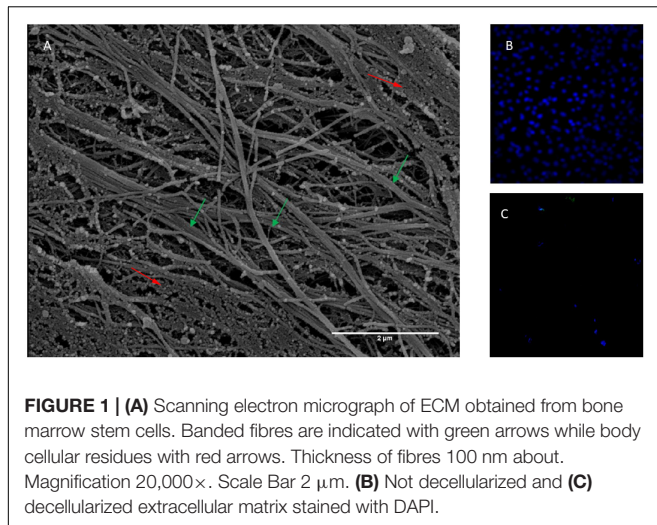 A
B
2 μm
C
FIGURE 1 | (A) Scanning electron micrograph of ECM obtained from bone
marrow stem cells. Banded fibres are indicated with green arrows while body
cellular residues with red arrows. Thickness of fibres 100 nm about.
Magnification 20,000×. Scale Bar 2 μm. (B) Not decellularized and (C)
decellularized extracellular matrix stained with DAPI.